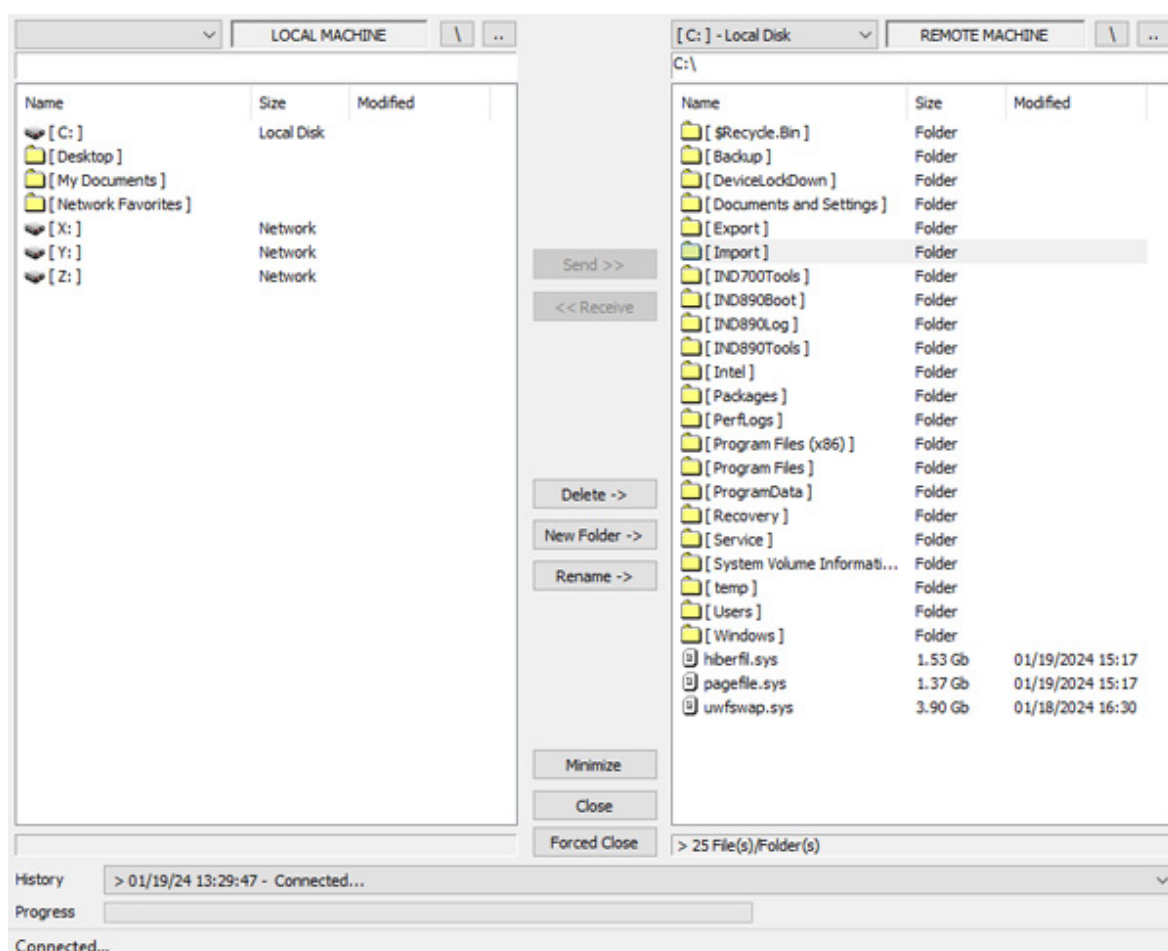 LOCAL MACHINE \ ..
[ C: ] - Local Disk REMOTE MACHINE \ ..
C:\
Name Size Modified
[ C: ] Local Disk
[ Desktop ]
[ My Documents ]
[ Network Favorites ]
[ X: ] Network
[ Y: ] Network
[ Z: ] Network
Send >>
<< Receive
Delete ->
New Folder ->
Rename ->
Minimize
Close
Forced Close
Name Size Modified
[ $Recycle.Bin ] Folder
[ Backup ] Folder
[ DeviceLockDown ] Folder
[ Documents and Settings ] Folder
[ Export ] Folder
[ Import ] Folder
[ IND700Tools ] Folder
[ IND890Boot ] Folder
[ IND890Log ] Folder
[ IND890Tools ] Folder
[ Intel ] Folder
[ Packages ] Folder
[ PerfLogs ] Folder
[ Program Files (x86) ] Folder
[ Program Files ] Folder
[ ProgramData ] Folder
[ Recovery ] Folder
[ Service ] Folder
[ System Volume Informati... Folder
[ temp ] Folder
[ Users ] Folder
[ Windows ] Folder
hiberfil.sys 1.53 Gb 01/19/2024 15:17
pagefile.sys 1.37 Gb 01/19/2024 15:17
uwfswap.sys 3.90 Gb 01/18/2024 16:30
> 25 File(s)/Folder(s)
History > 01/19/24 13:29:47 - Connected...
Progress
Connected...